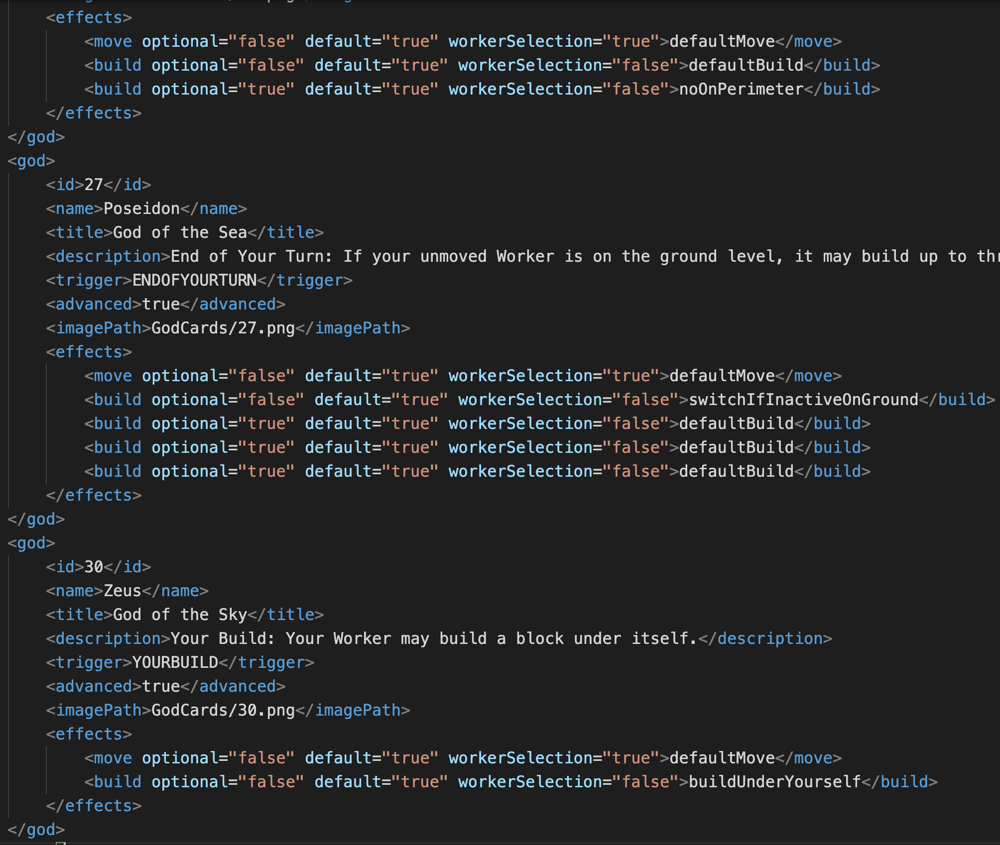 <effects>
<move optional="false" default="true" workerSelection="true">defaultMove</move>
<build optional="false" default="true" workerSelection="false">defaultBuild</build>
<build optional="true" default="true" workerSelection="false">noOnPerimeter</build>
</effects>
</god>
<god>
<id>27</id>
<name>Poseidon</name>
<title>God of the Sea</title>
<description>End of Your Turn: If your unmoved Worker is on the ground level, it may build up to
<trigger>ENDOFYOURTURN</trigger>
<advanced>true</advanced>
<imagePath>GodCards/27.png</imagePath>
<effects>
<move optional="false" default="true" workerSelection="true">defaultMove</move>
<build optional="false" default="true" workerSelection="false">switchIfInactiveOnGround</build>
<build optional="true" default="true" workerSelection="false">defaultBuild</build>
<build optional="true" default="true" workerSelection="false">defaultBuild</build>
<build optional="true" default="true" workerSelection="false">defaultBuild</build>
</effects>
</god>
<god>
<id>30</id>
<name>Zeus</name>
<title>God of the Sky</title>
<description>Your Build: Your Worker may build a block under itself.</description>
<trigger>YOURBUILD</trigger>
<advanced>true</advanced>
<imagePath>GodCards/30.png</imagePath>
<effects>
<move optional="false" default="true" workerSelection="true">defaultMove</move>
<build optional="false" default="true" workerSelection="false">buildUnderYourself</build>
</effects>
</god>